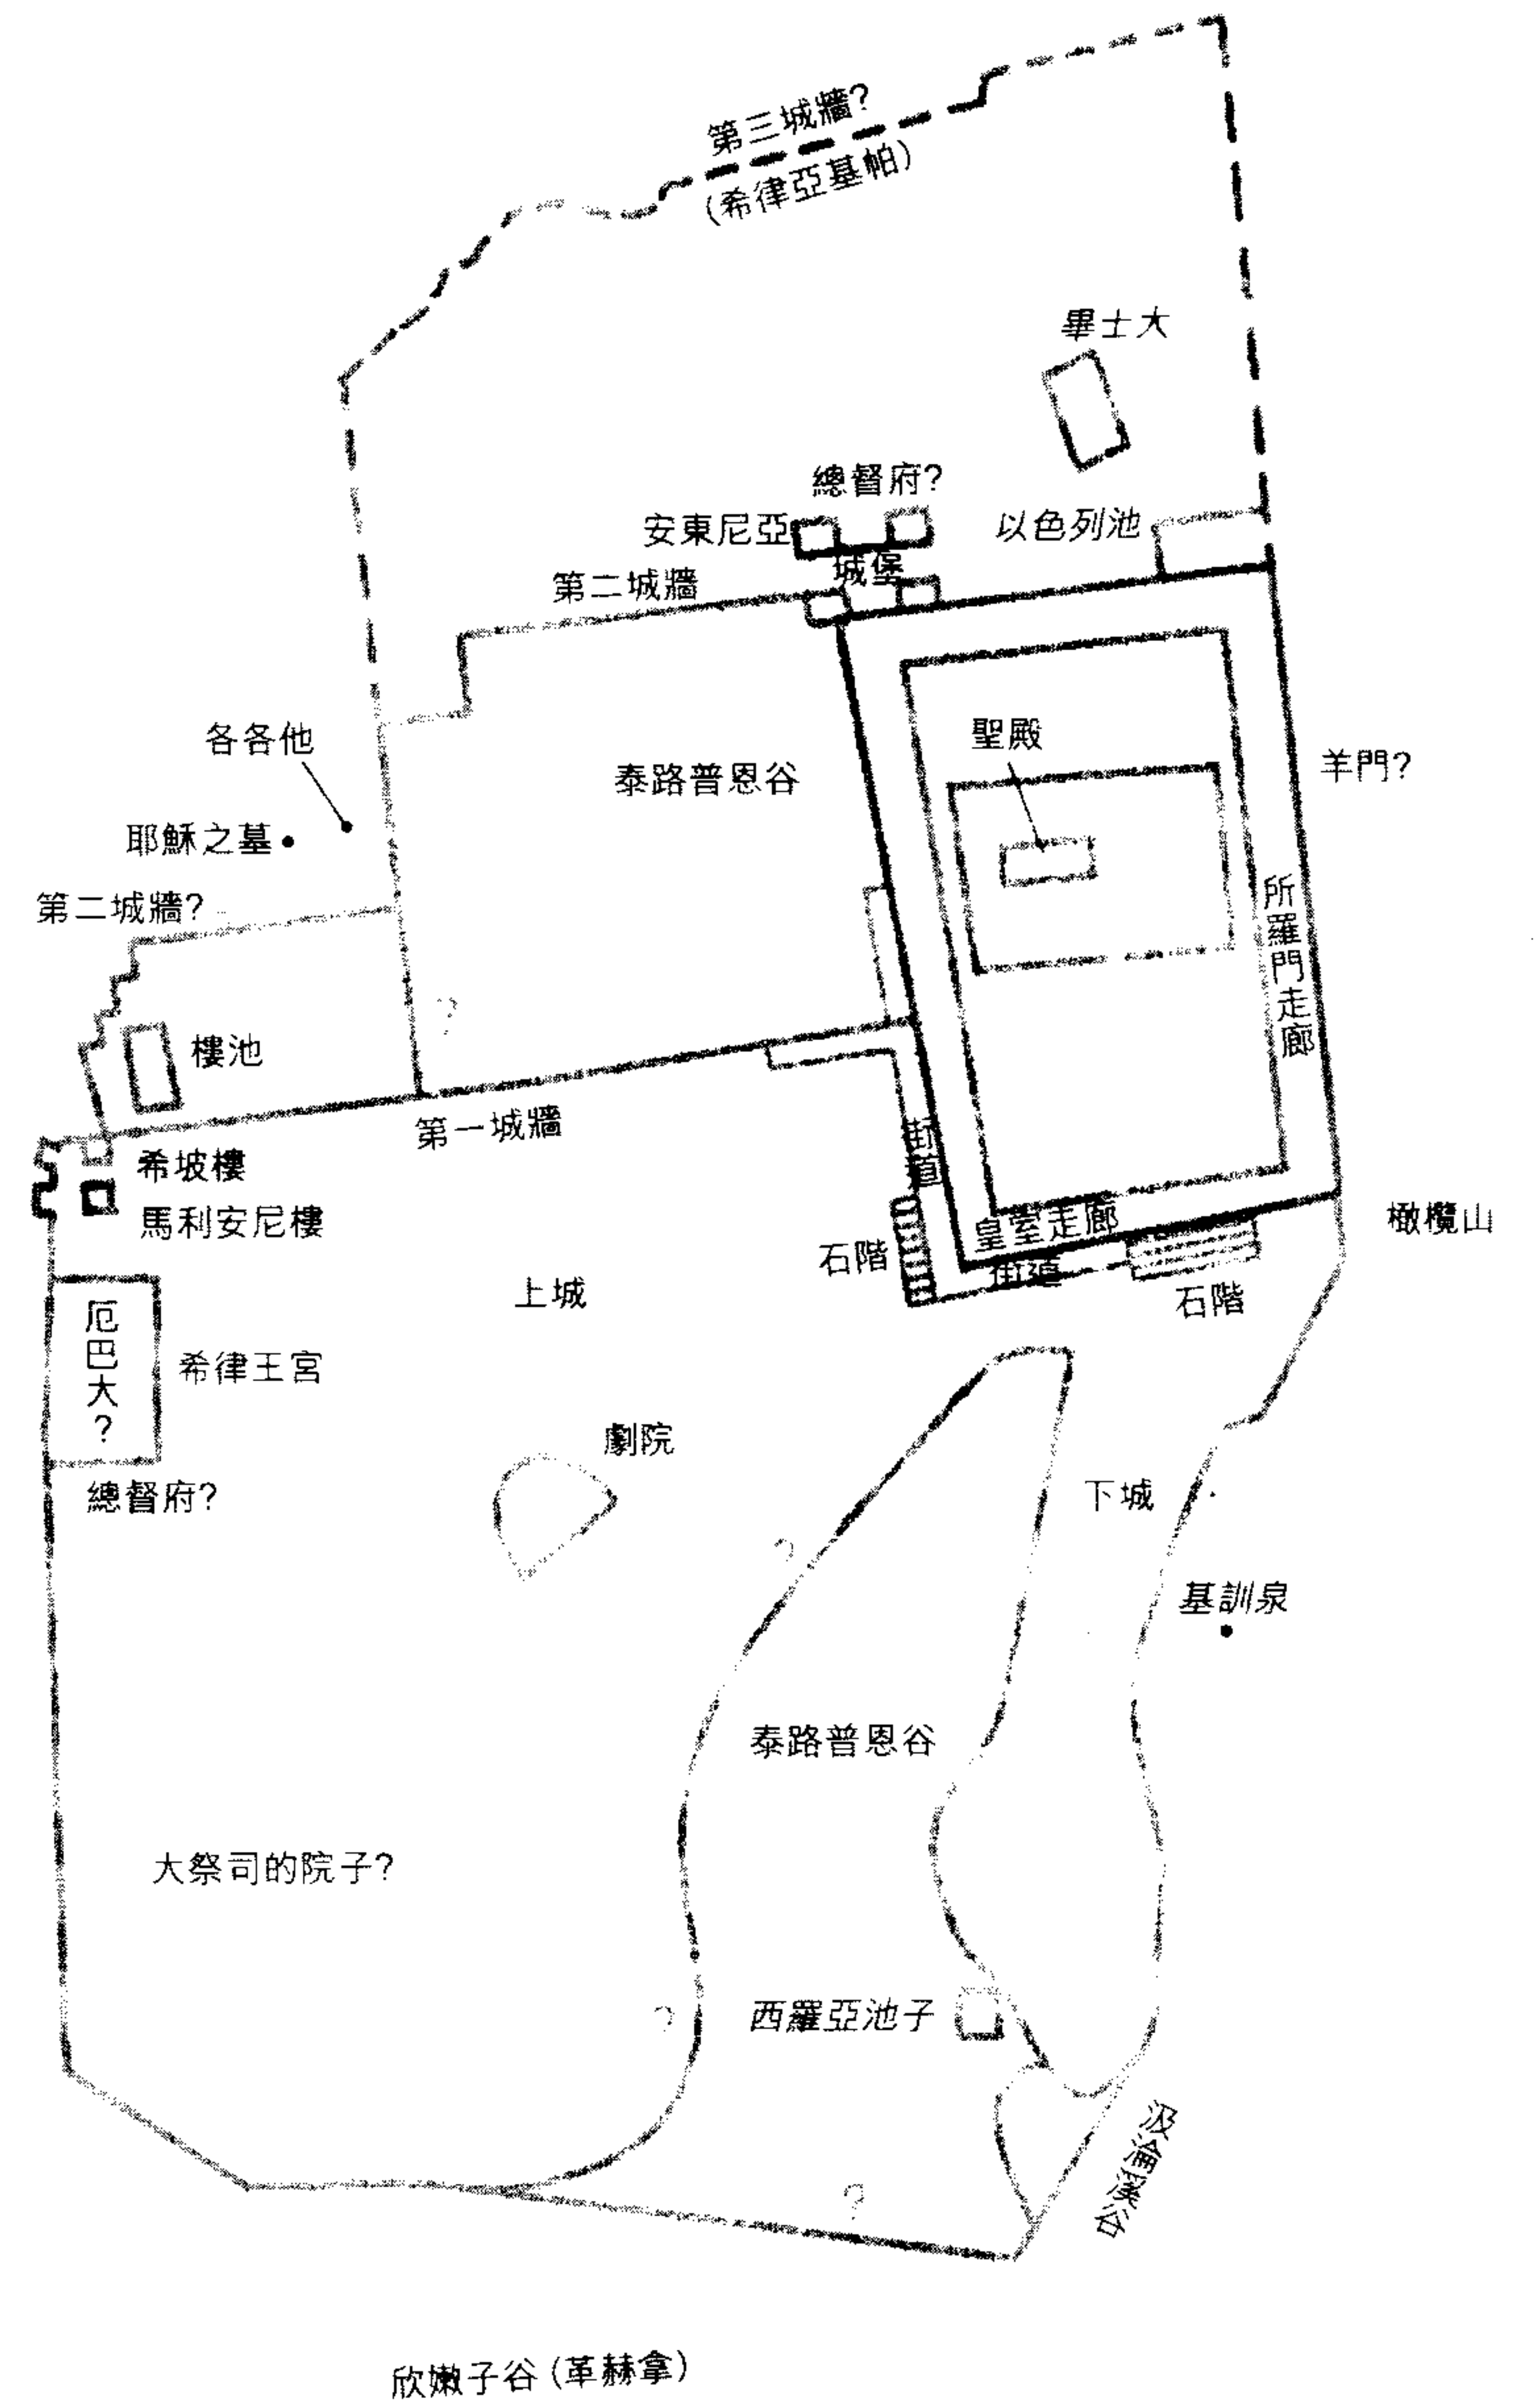 第三城牆?
(希律亞基帕)
畢士大
總督府?
安東尼亞
城堡
以色列池
第二城牆
各各他
聖殿
羊門?
泰路普恩谷
耶穌之墓
第二城牆?
所羅門走廊
?
樓池
第一城牆
街道
希坡樓
馬利安尼樓
皇室走廊
橄欖山
石階
街道
石階
上城
厄巴大?
希律王宮
劇院
總督府?
下城
?
基訓泉
泰路普恩谷
大祭司的院子?
?
西羅亞池子
汲淪溪谷
?
欣嫩子谷(革赫拿)